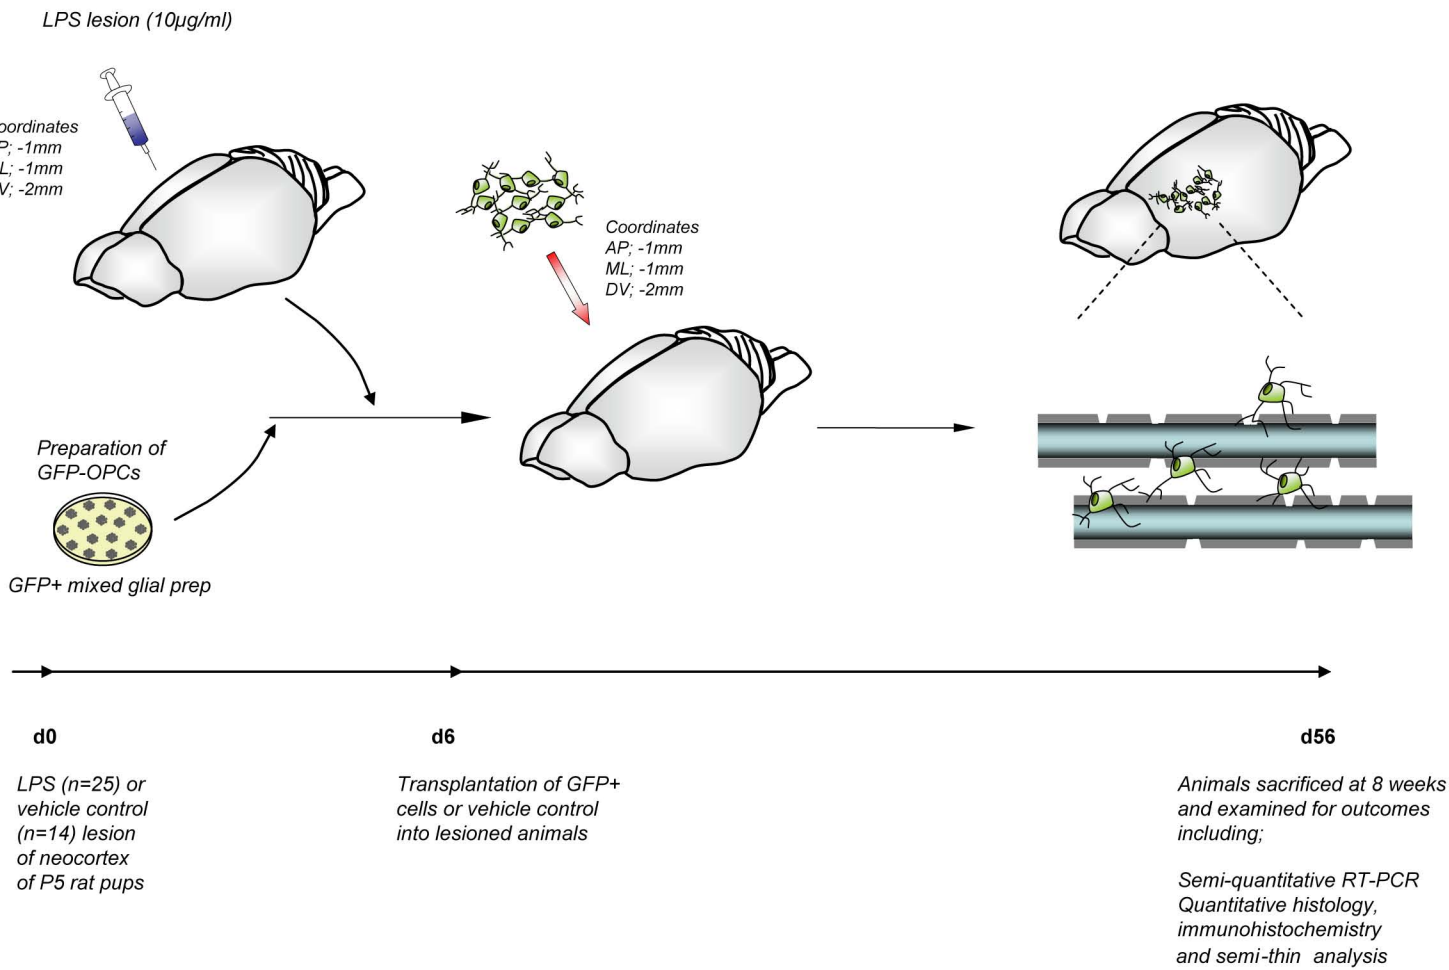 LPS lesion (10µg/ml)
oordinates
P; -1mm
L; -1mm
V; -2mm
Coordinates
AP; -1mm
ML; -1mm
DV; -2mm
Preparation of
GFP-OPCs
GFP+ mixed glial prep
d0
LPS (n=25) or
vehicle control
(n=14) lesion
of neocortex
of P5 rat pups
d6
Transplantation of GFP+
cells or vehicle control
into lesioned animals
d56
Animals sacrificed at 8 weeks
and examined for outcomes
including;
Semi-quantitative RT-PCR
Quantitative histology,
immunohistochemistry
and semi-thin analysis